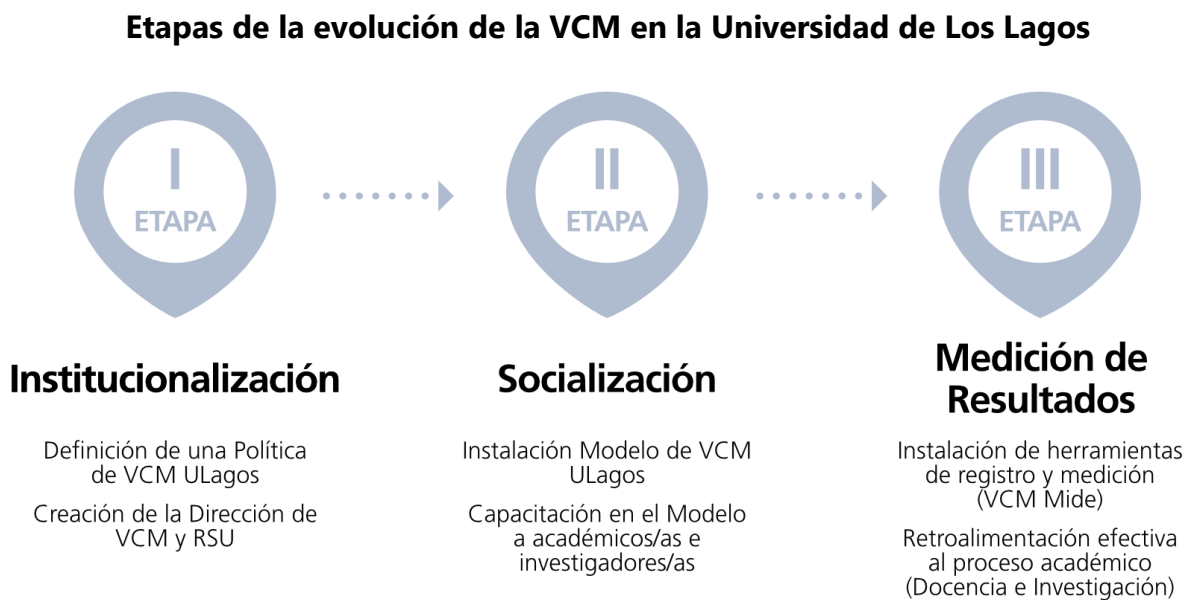 Etapas de la evolución de la VCM en la Universidad de Los Lagos
I
ETAPA
II
ETAPA
III
ETAPA
Institucionalización
Definición de una Política
de VCM ULagos
Creación de la Dirección de
VCM y RSU
Socialización
Instalación Modelo de VCM
ULagos
Capacitación en el Modelo
a académicos/as e
investigadores/as
Medición de
Resultados
Instalación de herramientas
de registro y medición
(VCM Mide)
Retroalimentación efectiva
al proceso académico
(Docencia e Investigación)